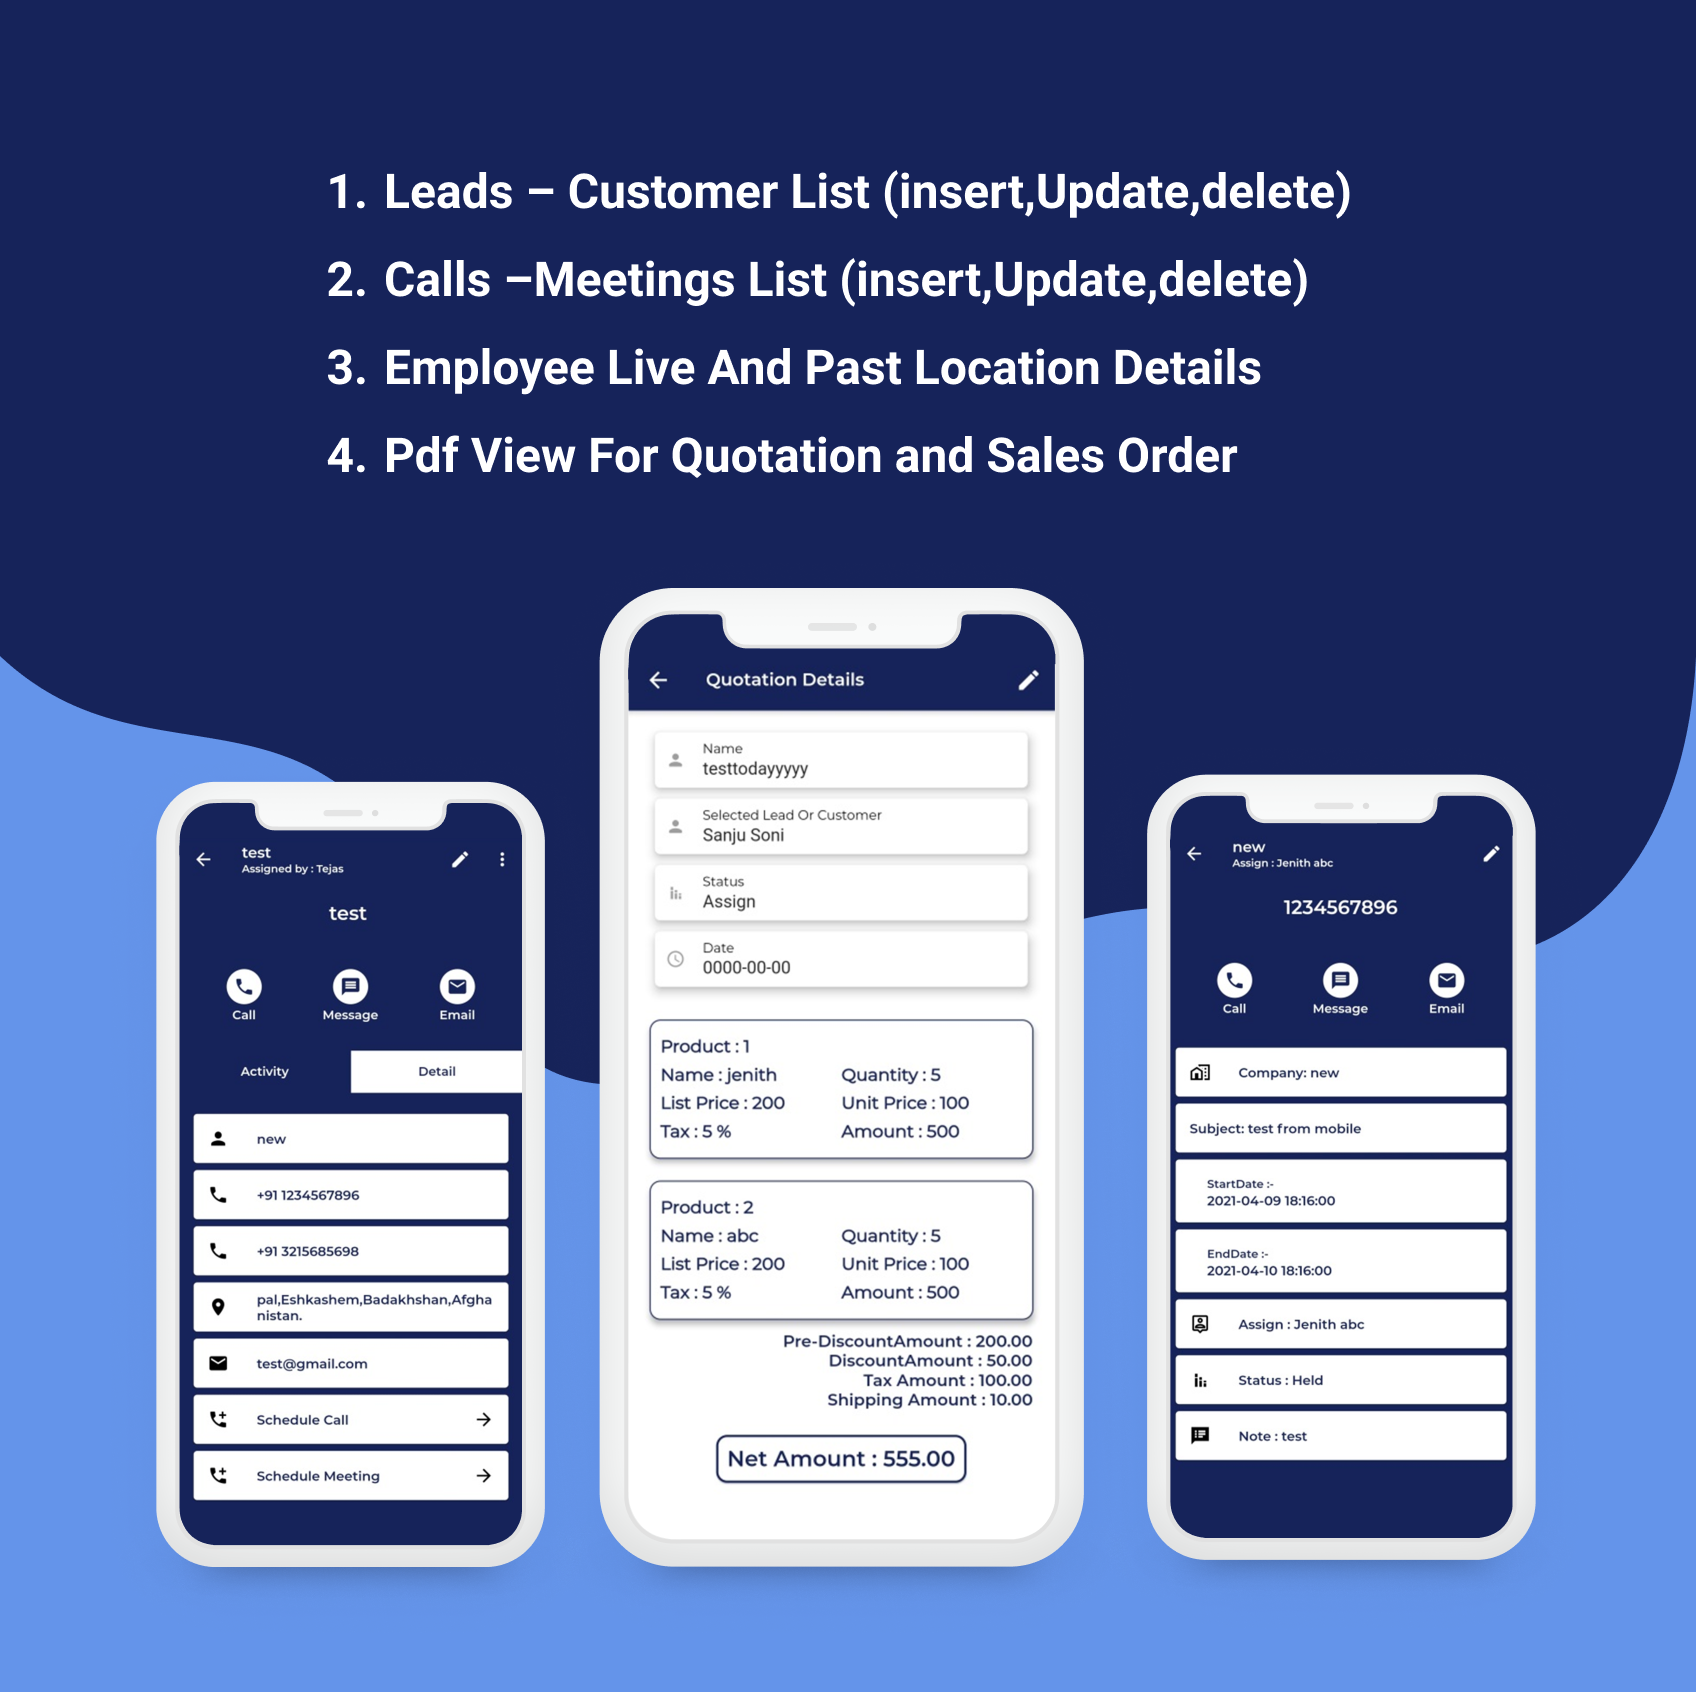 1. Leads – Customer List (insert,Update,delete)
2. Calls –Meetings List (insert,Update,delete)
3. Employee Live And Past Location Details
4. Pdf View For Quotation and Sales Order
test
Assigned by : Tejas
test
Call
Message
Email
Activity
Detail
new
+91 1234567896
+91 3215685698
pal,Eshkashem,Badakhshan,Afgha
nistan.
test@gmail.com
Schedule Call
Schedule Meeting
Quotation Details
Name
testtodayyyyy
Selected Lead Or Customer
Sanju Soni
Status
Assign
Date
0000-00-00
Product : 1
Name : jenith Quantity : 5
List Price : 200 Unit Price : 100
Tax : 5 % Amount : 500
Product : 2
Name : abc Quantity : 5
List Price : 200 Unit Price : 100
Tax : 5 % Amount : 500
Pre-DiscountAmount : 200.00
DiscountAmount : 50.00
Tax Amount : 100.00
Shipping Amount : 10.00
Net Amount : 555.00
new
Assign : Jenith abc
1234567896
Call
Message
Email
Company: new
Subject: test from mobile
StartDate :-
2021-04-09 18:16:00
EndDate :-
2021-04-10 18:16:00
Assign : Jenith abc
Status : Held
Note : test